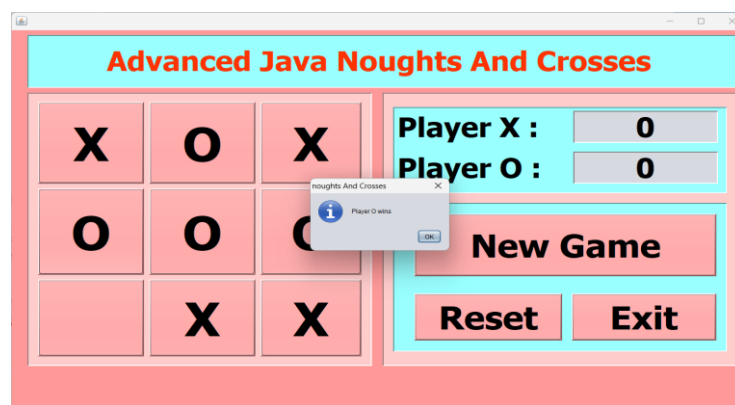 Advanced Java Noughts And Crosses
X O X
Player X : 0
Player O : 0
noughts And Crosses
Player O wins
OK
O O
New Game
X X
Reset Exit